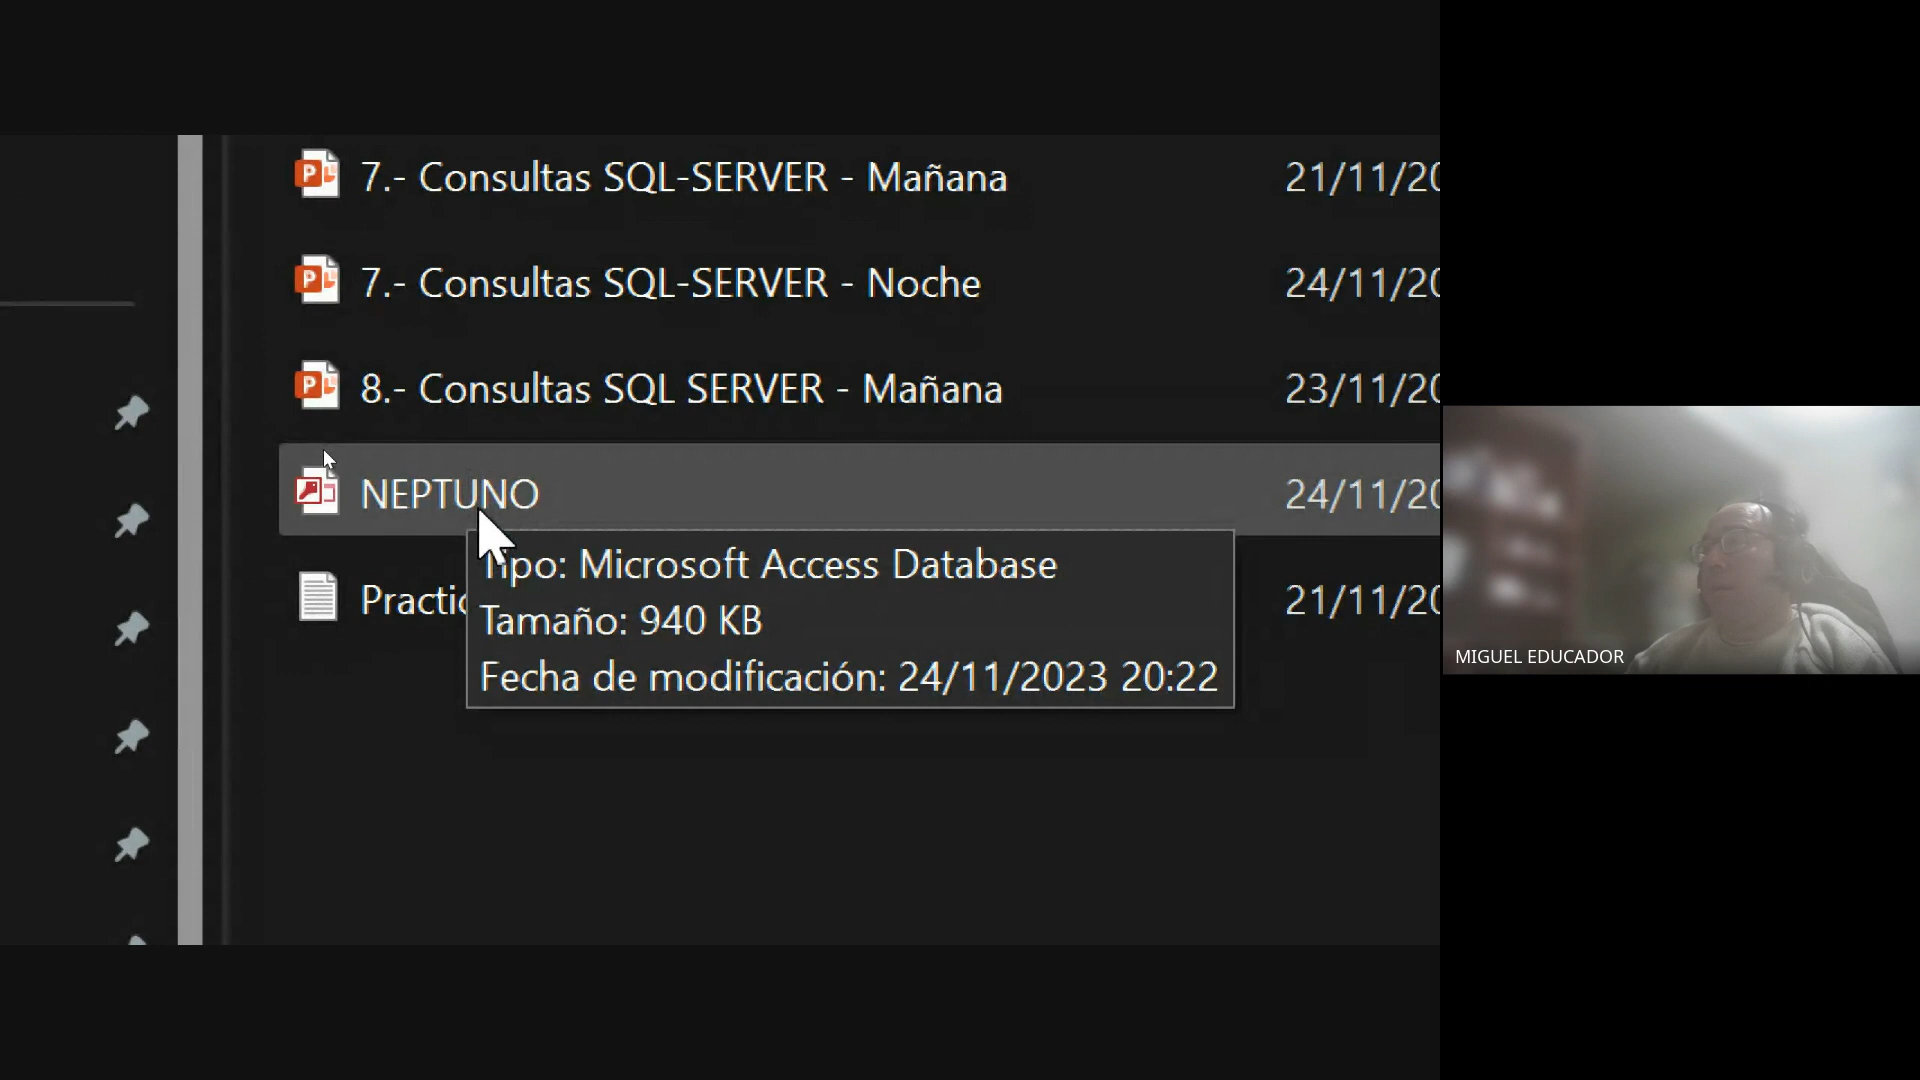 7.- Consultas SQL-SERVER - Mañana 21/11/20
7.- Consultas SQL-SERVER - Noche 24/11/20
8.- Consultas SQL SERVER - Mañana 23/11/20
NEPTUNO 24/11/20
Tipo: Microsoft Access Database
Tamaño: 940 KB
Fecha de modificación: 24/11/2023 20:22
Practic 21/11/20
MIGUEL EDUCADOR